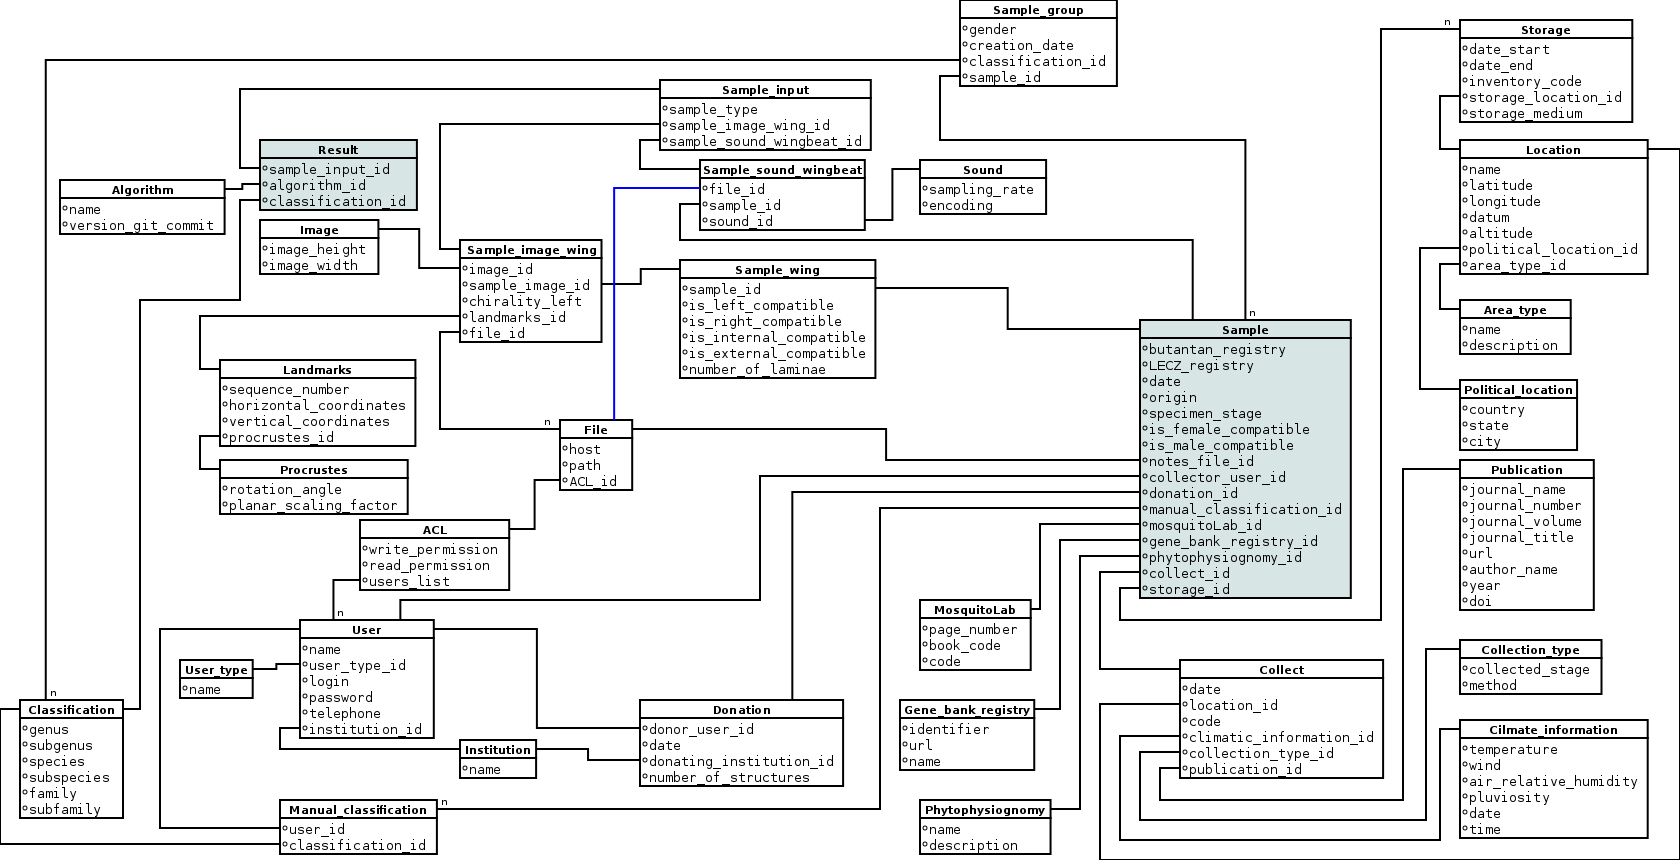 Sample_group
gender
creation_date
classification_id
sample_id
n
Storage
date_start
date_end
inventory_code
storage_location_id
storage_medium
Sample_input
sample_type
sample_image_wing_id
sample_sound_wingbeat_id
Result
sample_input_id
algorithm_id
classification_id
Algorithm
name
version_git_commit
Sample_sound_wingbeat
file_id
sample_id
sound_id
Sound
sampling_rate
encoding
Location
name
latitude
longitude
datum
altitude
political_location_id
area_type_id
Image
image_height
image_width
Sample_image_wing
image_id
sample_image_id
chirality_left
landmarks_id
file_id
Sample_wing
sample_id
is_left_compatible
is_right_compatible
is_internal_compatible
is_external_compatible
number_of_laminae
n
Sample
butantan_registry
LECZ_registry
date
origin
specimen_stage
is_female_compatible
is_male_compatible
notes_file_id
collector_user_id
donation_id
manual_classification_id
mosquitoLab_id
gene_bank_registry_id
phytophysiognomy_id
collect_id
storage_id
Area_type
name
description
Political_location
country
state
city
Landmarks
sequence_number
horizontal_coordinates
vertical_coordinates
procrustes_id
Procrustes
rotation_angle
planar_scaling_factor
n
File
host
path
ACL_id
Publication
journal_name
journal_number
journal_volume
journal_title
url
author_name
year
doi
ACL
write_permission
read_permission
users_list
n
User
name
user_type_id
login
password
telephone
institution_id
User_type
name
MosquitoLab
page_number
book_code
code
Collection_type
collected_stage
method
Collect
date
location_id
code
climatic_information_id
collection_type_id
publication_id
n
Classification
genus
subgenus
species
subspecies
family
subfamily
Institution
name
Donation
donor_user_id
date
donating_institution_id
number_of_structures
Gene_bank_registry
identifier
url
name
Cilmate_information
temperature
wind
air_relative_humidity
pluviosity
date
time
n
Manual_classification
user_id
classification_id
Phytophysiognomy
name
description